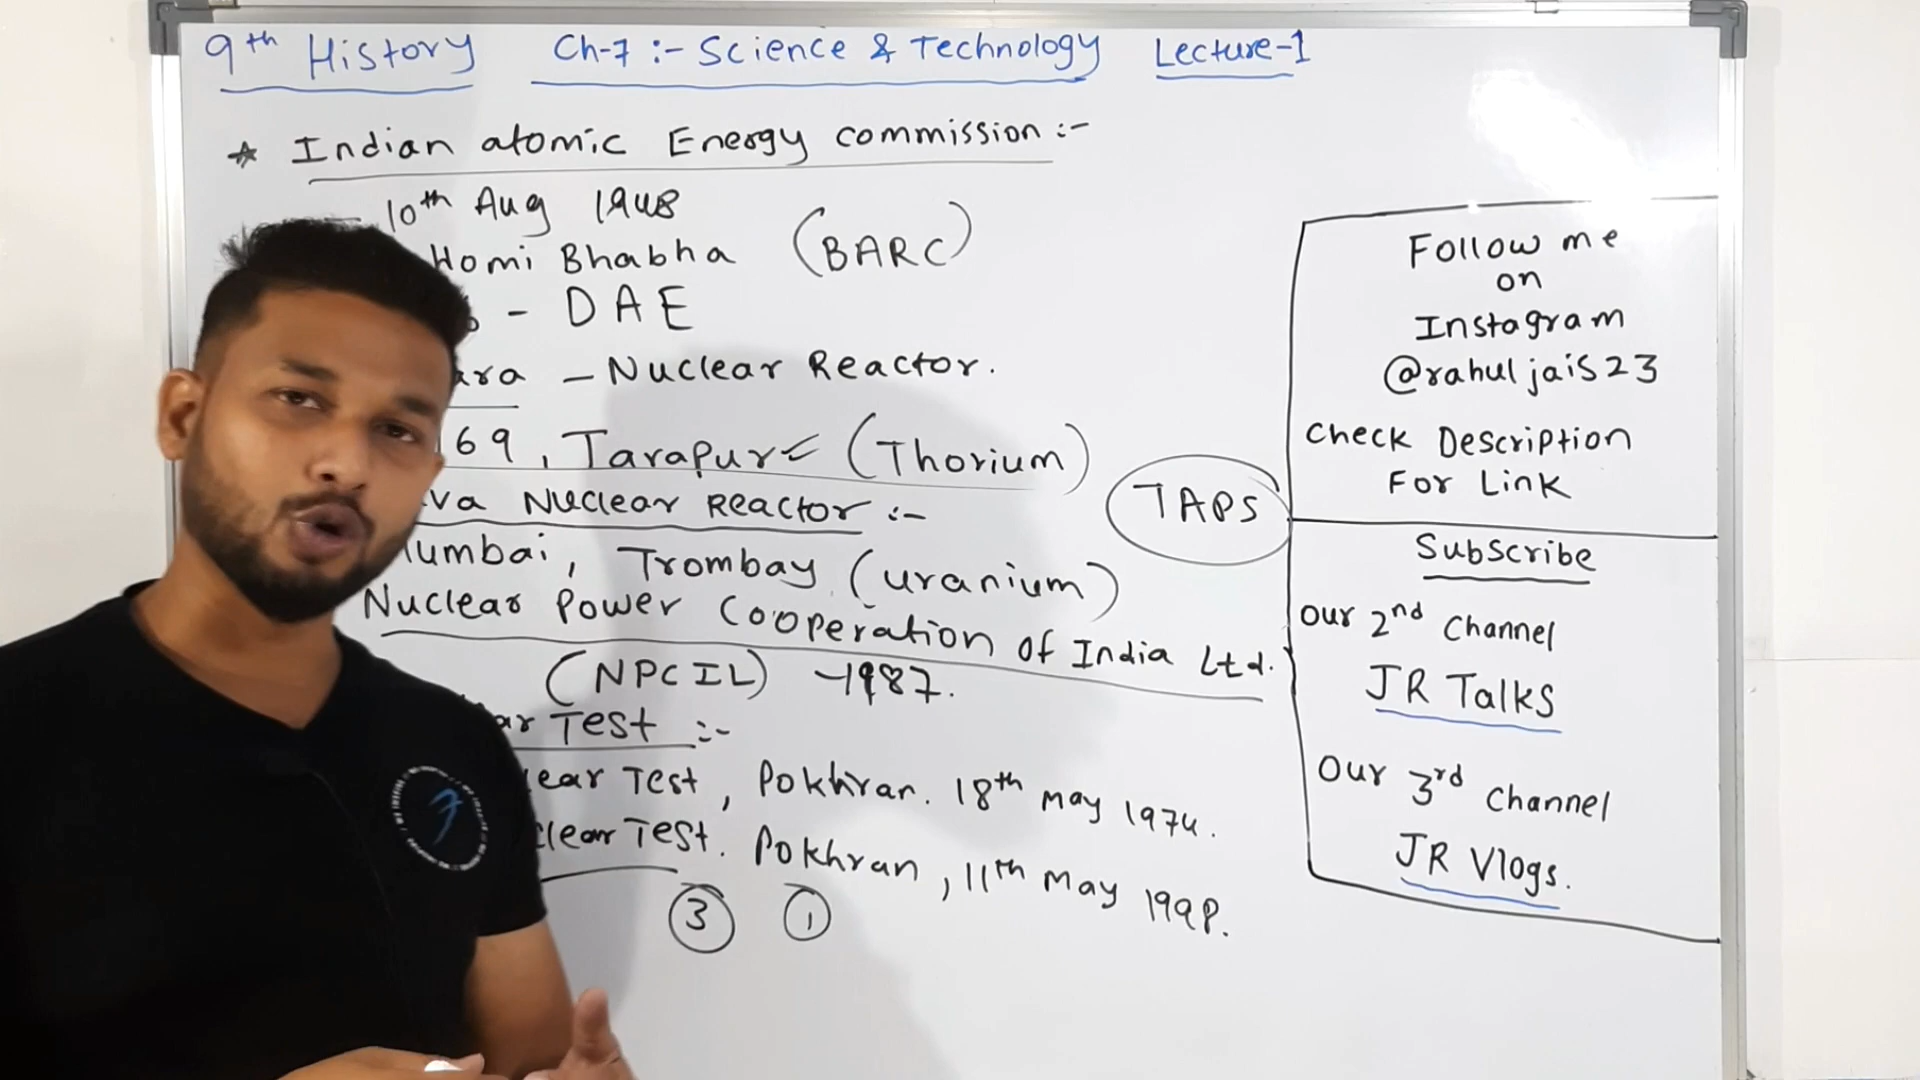 9th History Ch-7 :- Science & Technology Lecture-1
* Indian atomic Energy commission :-
- 10th Aug 1948
Homi Bhabha (BARC)
- DAE
ara - Nuclear Reactor.
69, Tarapur (Thorium)
va Nuclear Reactor :-
TAPS
Mumbai, Trombay (uranium)
Nuclear Power Cooperation of India Ltd.
(NPCIL) -1987.
ar Test :-
lear Test, Pokhran. 18th may 1974.
clear Test. Pokhran, 11th may 1998.
3 1
Follow me
on
Instagram
@rahuljais23
check Description
For Link
Subscribe
Our 2nd Channel
JR Talks
Our 3rd Channel
JR Vlogs.